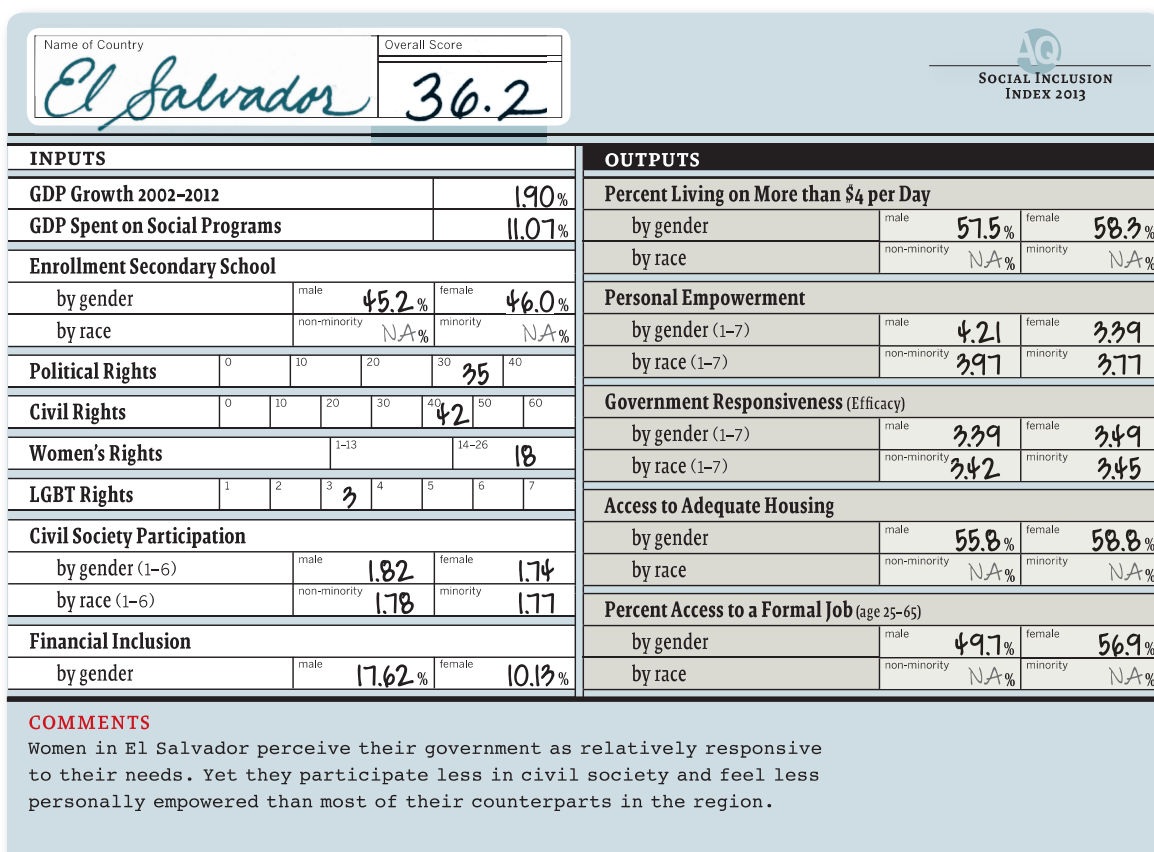 Name of Country
El Salvador
Overall Score
36.2
AQ
SOCIAL INCLUSION
INDEX 2013
INPUTS
GDP Growth 2002–2012 1.90%
GDP Spent on Social Programs 11.07%
Enrollment Secondary School
by gender male 45.2% female 46.0%
by race non-minority NA% minority NA%
Political Rights 0 10 20 30 35 40
Civil Rights 0 10 20 30 40 42 50 60
Women's Rights 1–13 14–26 18
LGBT Rights 1 2 3 3 4 5 6 7
Civil Society Participation
by gender (1–6) male 1.82 female 1.74
by race (1–6) non-minority 1.78 minority 1.77
Financial Inclusion
by gender male 17.62% female 10.13%
OUTPUTS
Percent Living on More than $4 per Day
by gender male 57.5% female 58.3%
by race non-minority NA% minority NA%
Personal Empowerment
by gender (1–7) male 4.21 female 3.39
by race (1–7) non-minority 3.97 minority 3.77
Government Responsiveness (Efficacy)
by gender (1–7) male 3.39 female 3.49
by race (1–7) non-minority 3.42 minority 3.45
Access to Adequate Housing
by gender male 55.8% female 58.8%
by race non-minority NA% minority NA%
Percent Access to a Formal Job (age 25–65)
by gender male 49.7% female 56.9%
by race non-minority NA% minority NA%
COMMENTS
Women in El Salvador perceive their government as relatively responsive
to their needs. Yet they participate less in civil society and feel less
personally empowered than most of their counterparts in the region.